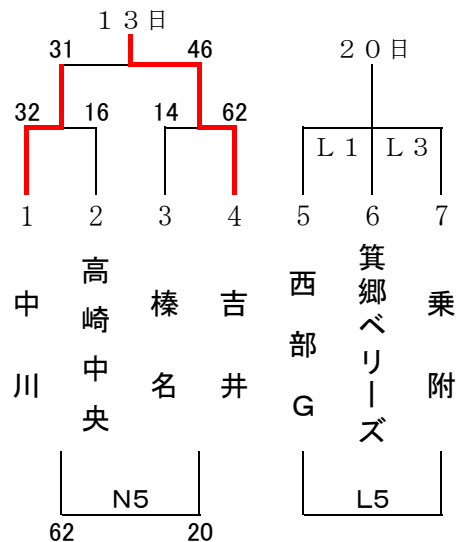 １３日
31 46 ２０日
32 16 14 62
Ｌ１ Ｌ３
1 2 3 4 5 6 7
中川
高崎中央
榛名
吉井
西部Ｇ
箕郷ベリーズ
乗附
N5 L5
62 20